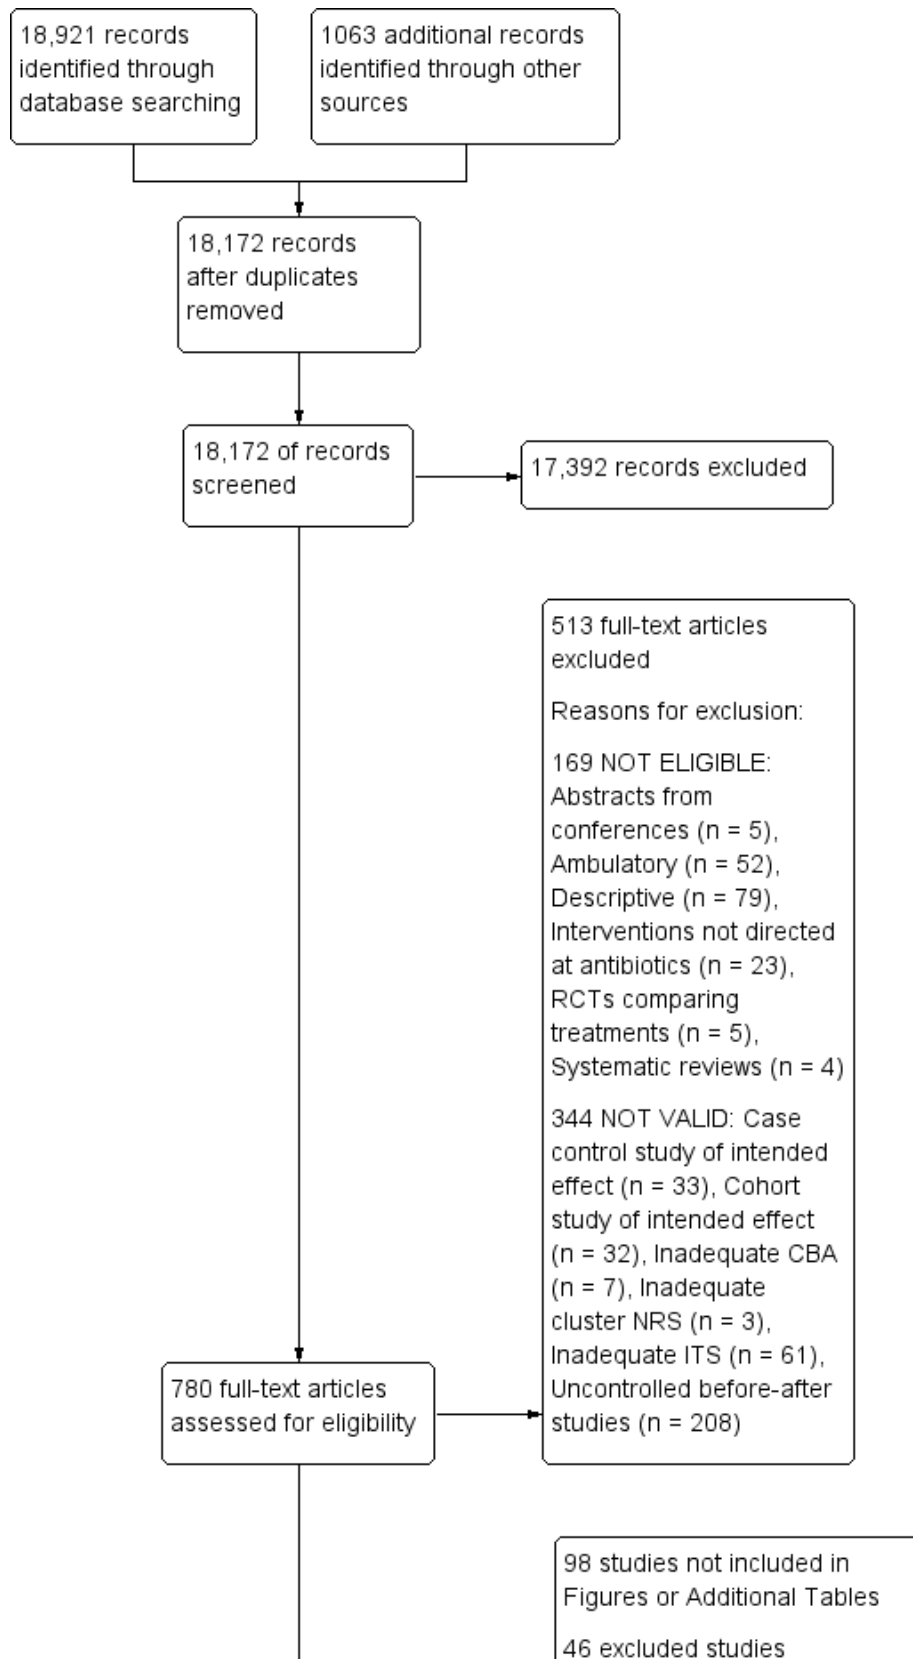 18,921 records
identified through
database searching
1063 additional records
identified through other
sources
18,172 records
after duplicates
removed
18,172 of records
screened
17,392 records excluded
513 full-text articles
excluded
Reasons for exclusion:
169 NOT ELIGIBLE:
Abstracts from
conferences (n = 5),
Ambulatory (n = 52),
Descriptive (n = 79),
Interventions not directed
at antibiotics (n = 23),
RCTs comparing
treatments (n = 5),
Systematic reviews (n = 4)
344 NOT VALID: Case
control study of intended
effect (n = 33), Cohort
study of intended effect
(n = 32), Inadequate CBA
(n = 7), Inadequate
cluster NRS (n = 3),
Inadequate ITS (n = 61),
Uncontrolled before-after
studies (n = 208)
780 full-text articles
assessed for eligibility
98 studies not included in
Figures or Additional Tables
46 excluded studies